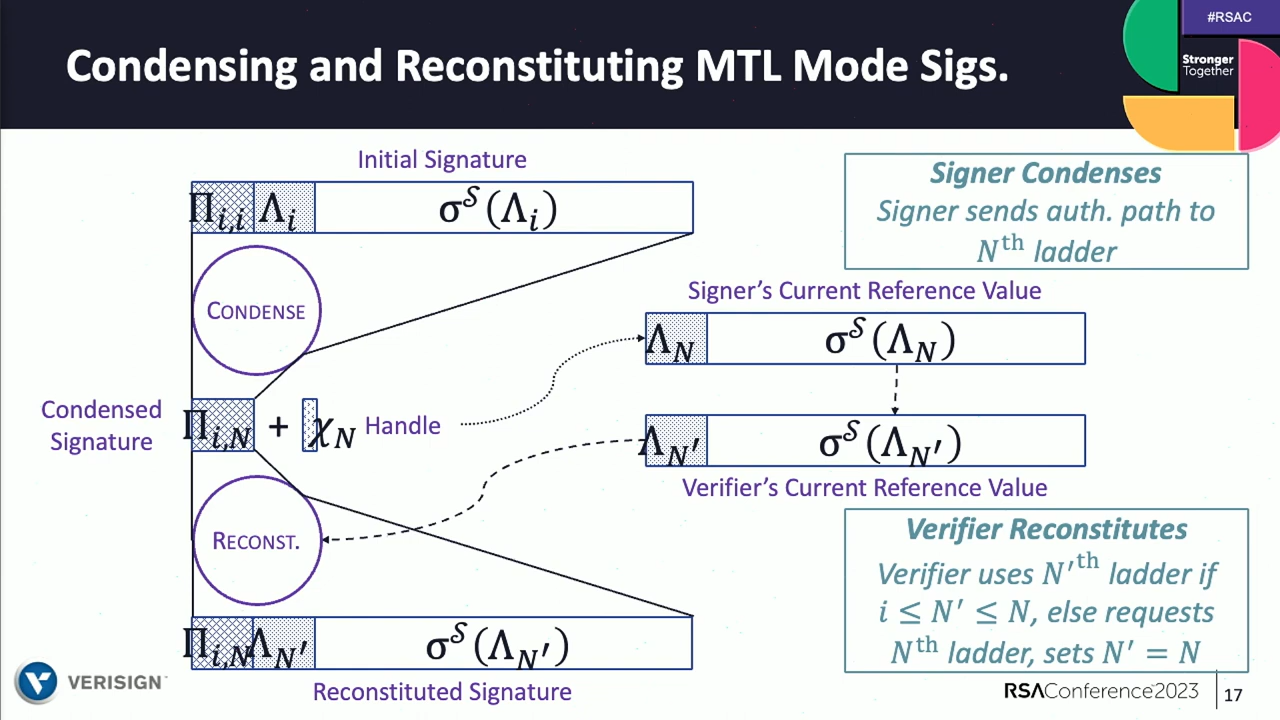 #RSAC
Stronger
Together
Condensing and Reconstituting MTL Mode Sigs.
Initial Signature
Π_{i,i} Λ_i σ^𝒮(Λ_i)
CONDENSE
Condensed
Signature
Π_{i,N} + χ_N Handle
RECONST.
Π_{i,N} Λ_{N′} σ^𝒮(Λ_{N′})
Reconstituted Signature
Signer Condenses
Signer sends auth. path to
N^th ladder
Signer's Current Reference Value
Λ_N σ^𝒮(Λ_N)
Λ_{N′} σ^𝒮(Λ_{N′})
Verifier's Current Reference Value
Verifier Reconstitutes
Verifier uses N′^th ladder if
i ≤ N′ ≤ N, else requests
N^th ladder, sets N′ = N
VERISIGN
RSAConference™2023
17